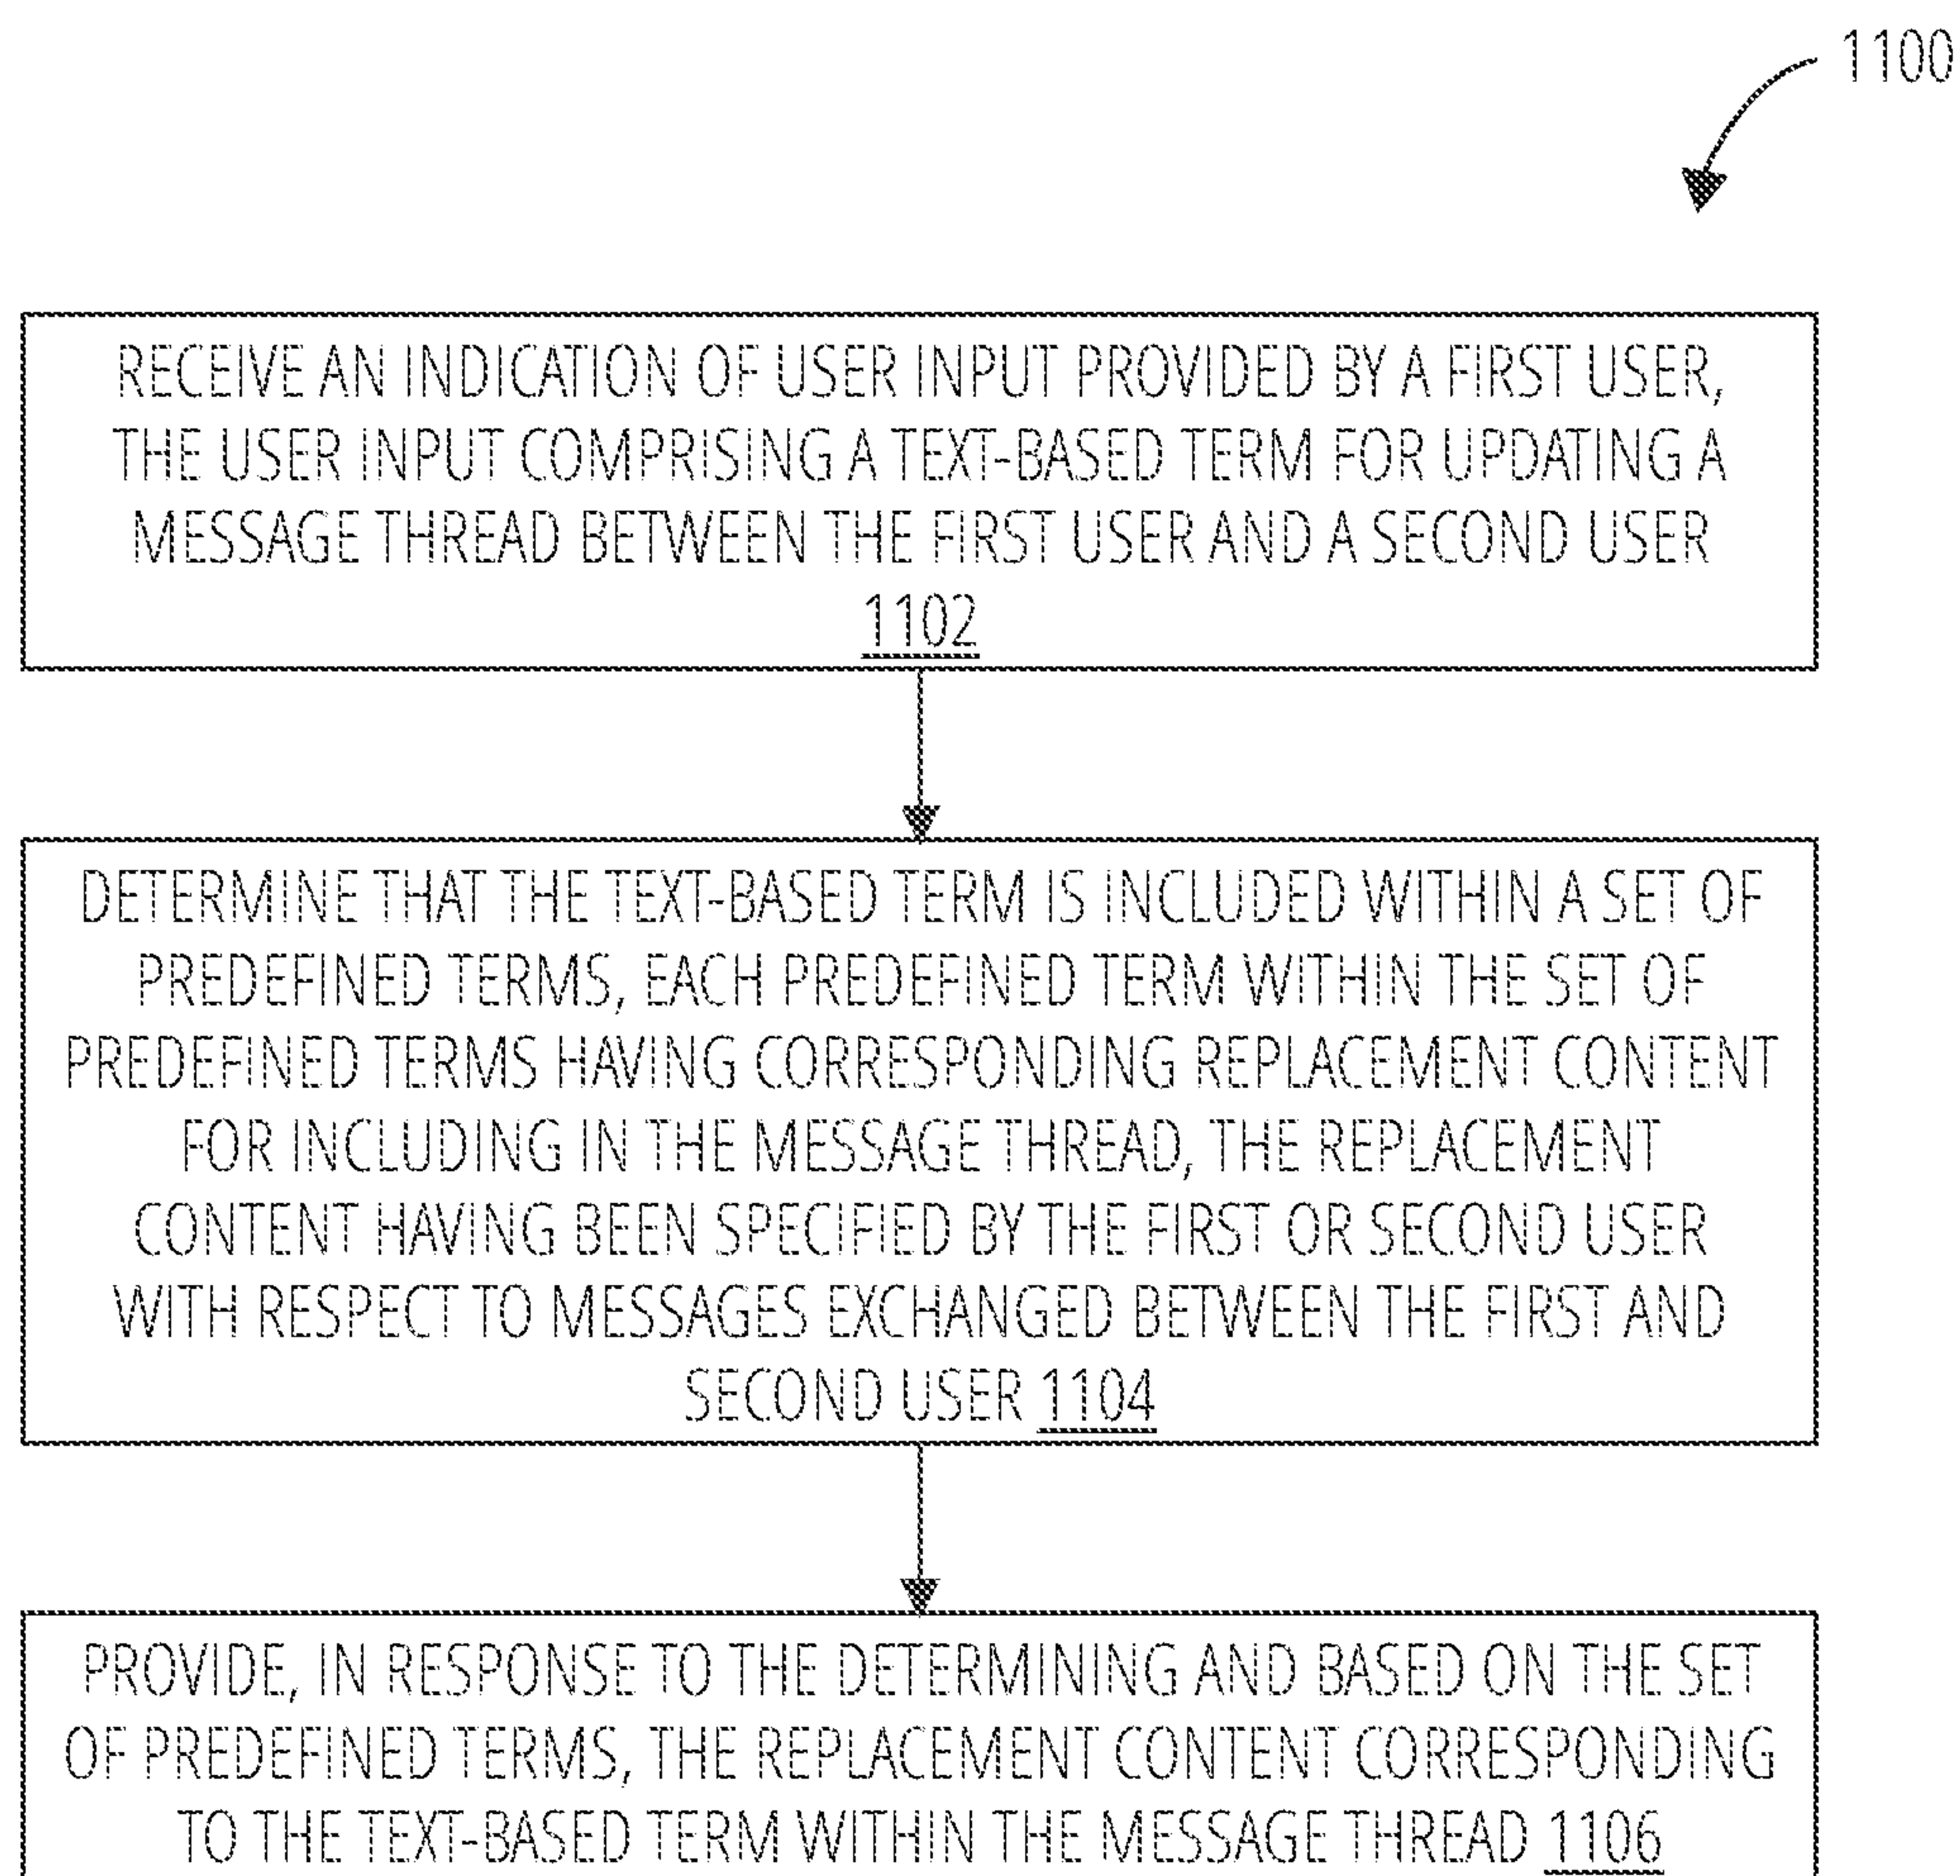 1100
RECEIVE AN INDICATION OF USER INPUT PROVIDED BY A FIRST USER,
THE USER INPUT COMPRISING A TEXT-BASED TERM FOR UPDATING A
MESSAGE THREAD BETWEEN THE FIRST USER AND A SECOND USER
1102
DETERMINE THAT THE TEXT-BASED TERM IS INCLUDED WITHIN A SET OF
PREDEFINED TERMS, EACH PREDEFINED TERM WITHIN THE SET OF
PREDEFINED TERMS HAVING CORRESPONDING REPLACEMENT CONTENT
FOR INCLUDING IN THE MESSAGE THREAD, THE REPLACEMENT
CONTENT HAVING BEEN SPECIFIED BY THE FIRST OR SECOND USER
WITH RESPECT TO MESSAGES EXCHANGED BETWEEN THE FIRST AND
SECOND USER 1104
PROVIDE, IN RESPONSE TO THE DETERMINING AND BASED ON THE SET
OF PREDEFINED TERMS, THE REPLACEMENT CONTENT CORRESPONDING
TO THE TEXT-BASED TERM WITHIN THE MESSAGE THREAD 1106